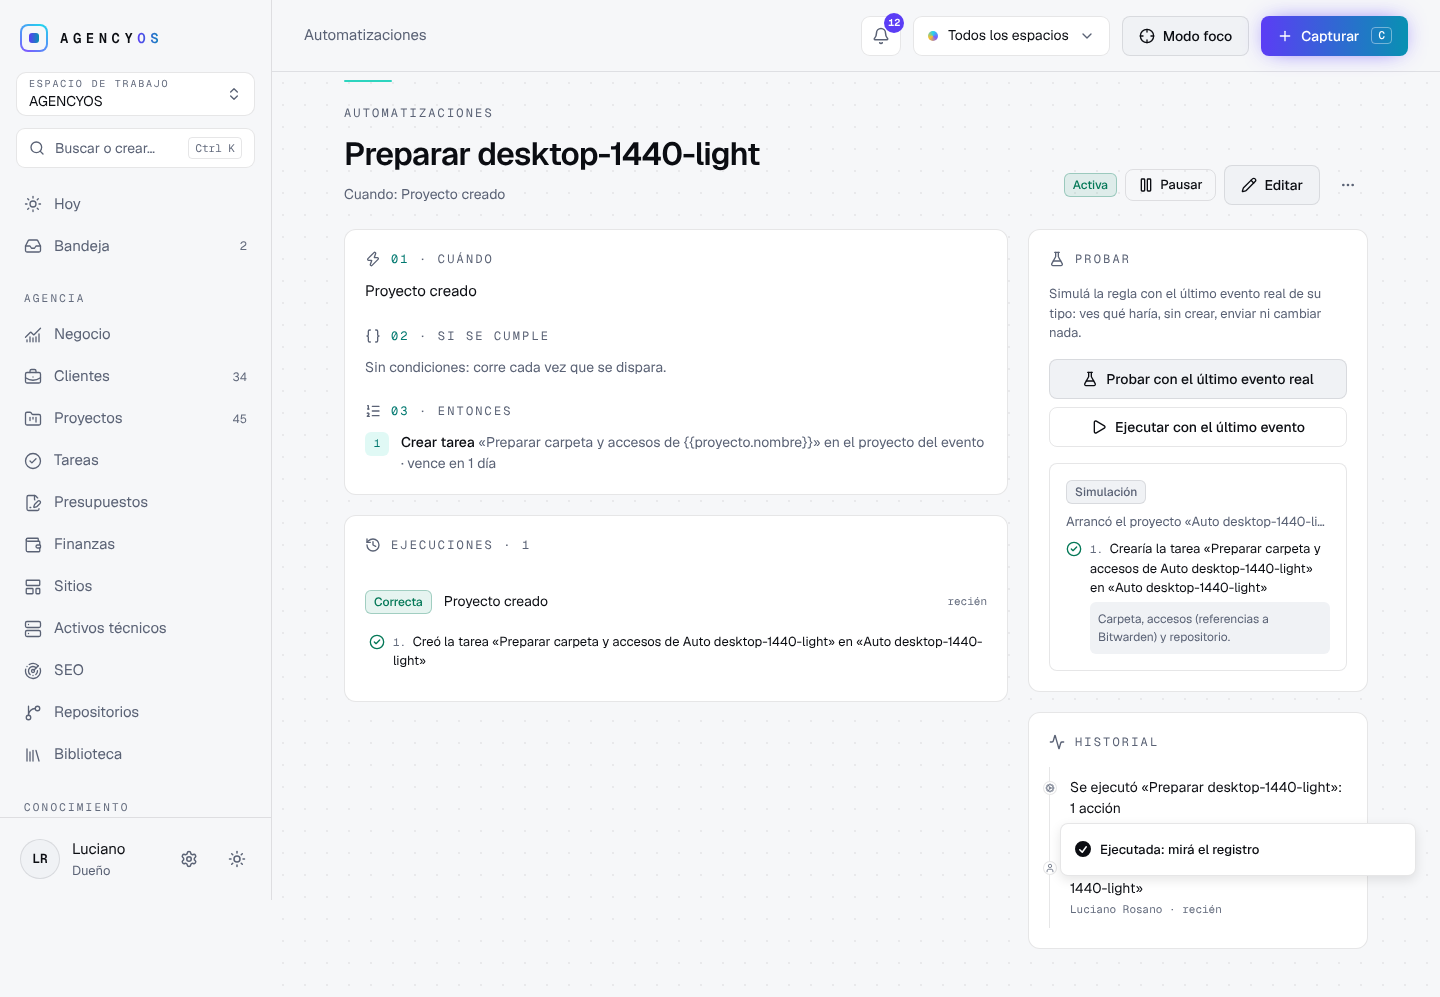 AGENCYOS
ESPACIO DE TRABAJO
AGENCYOS
Buscar o crear...
Ctrl K
Hoy
Bandeja
2
AGENCIA
Negocio
Clientes
34
Proyectos
45
Tareas
Presupuestos
Finanzas
Sitios
Activos técnicos
SEO
Repositorios
Biblioteca
CONOCIMIENTO
LR
Luciano
Dueño
Automatizaciones
12
Todos los espacios
Modo foco
Capturar
C
AUTOMATIZACIONES
Preparar desktop-1440-light
Cuando: Proyecto creado
Activa
Pausar
Editar
01 · CUÁNDO
Proyecto creado
02 · SI SE CUMPLE
Sin condiciones: corre cada vez que se dispara.
03 · ENTONCES
1
Crear tarea «Preparar carpeta y accesos de {{proyecto.nombre}}» en el proyecto del evento
· vence en 1 día
EJECUCIONES · 1
Correcta
Proyecto creado
recién
1. Creó la tarea «Preparar carpeta y accesos de Auto desktop-1440-light» en «Auto desktop-1440-
light»
PROBAR
Simulá la regla con el último evento real de su
tipo: ves qué haría, sin crear, enviar ni cambiar
nada.
Probar con el último evento real
Ejecutar con el último evento
Simulación
Arrancó el proyecto «Auto desktop-1440-li...
1. Crearía la tarea «Preparar carpeta y
accesos de Auto desktop-1440-light»
en «Auto desktop-1440-light»
Carpeta, accesos (referencias a
Bitwarden) y repositorio.
HISTORIAL
Se ejecutó «Preparar desktop-1440-light»:
1 acción
Ejecutada: mirá el registro
1440-light»
Luciano Rosano · recién